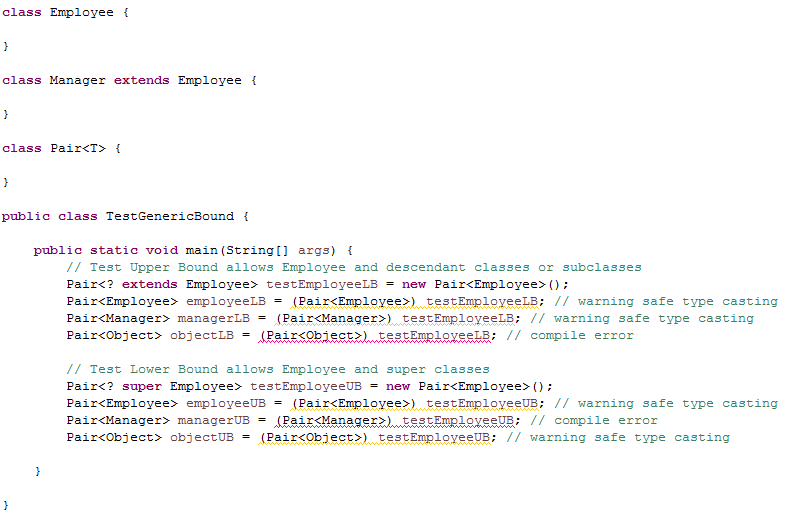 class Employee {
}
class Manager extends Employee {
}
class Pair<T> {
}
public class TestGenericBound {
public static void main(String[] args) {
// Test Upper Bound allows Employee and descendant classes or subclasses
Pair<? extends Employee> testEmployeeLB = new Pair<Employee>();
Pair<Employee> employeeLB = (Pair<Employee>) testEmployeeLB; // warning safe type casting
Pair<Manager> managerLB = (Pair<Manager>) testEmployeeLB; // warning safe type casting
Pair<Object> objectLB = (Pair<Object>) testEmployeeLB; // compile error
// Test Lower Bound allows Employee and super classes
Pair<? super Employee> testEmployeeUB = new Pair<Employee>();
Pair<Employee> employeeUB = (Pair<Employee>) testEmployeeUB; // warning safe type casting
Pair<Manager> managerUB = (Pair<Manager>) testEmployeeUB; // compile error
Pair<Object> objectUB = (Pair<Object>) testEmployeeUB; // warning safe type casting
}
}